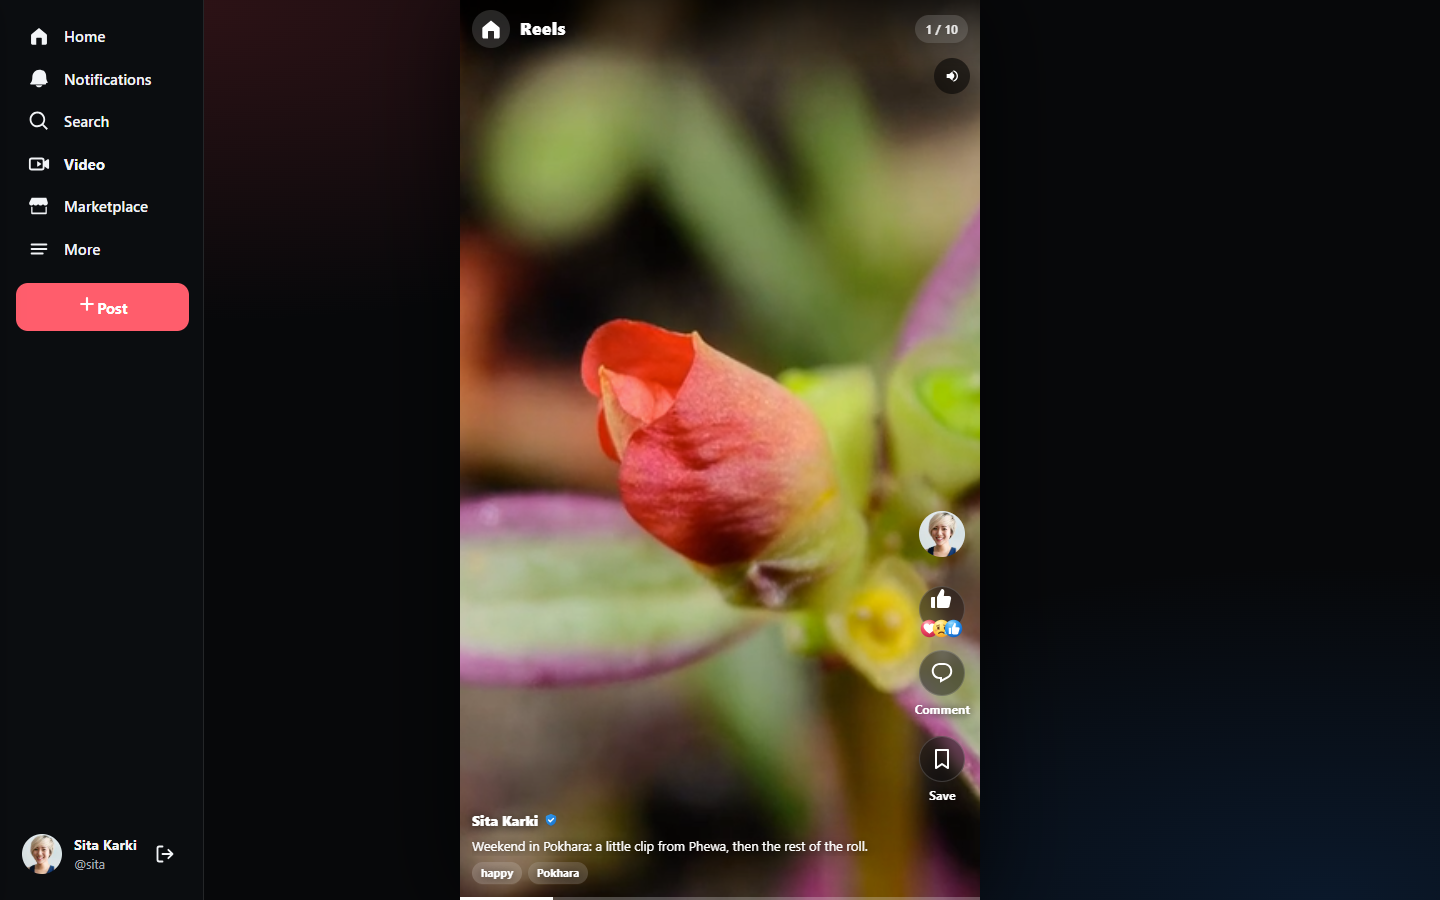 Home
Notifications
Search
Video
Marketplace
More
Post
Sita Karki
@sita
Reels
1 / 10
Comment
Save
Sita Karki
Weekend in Pokhara: a little clip from Phewa, then the rest of the roll.
happy
Pokhara